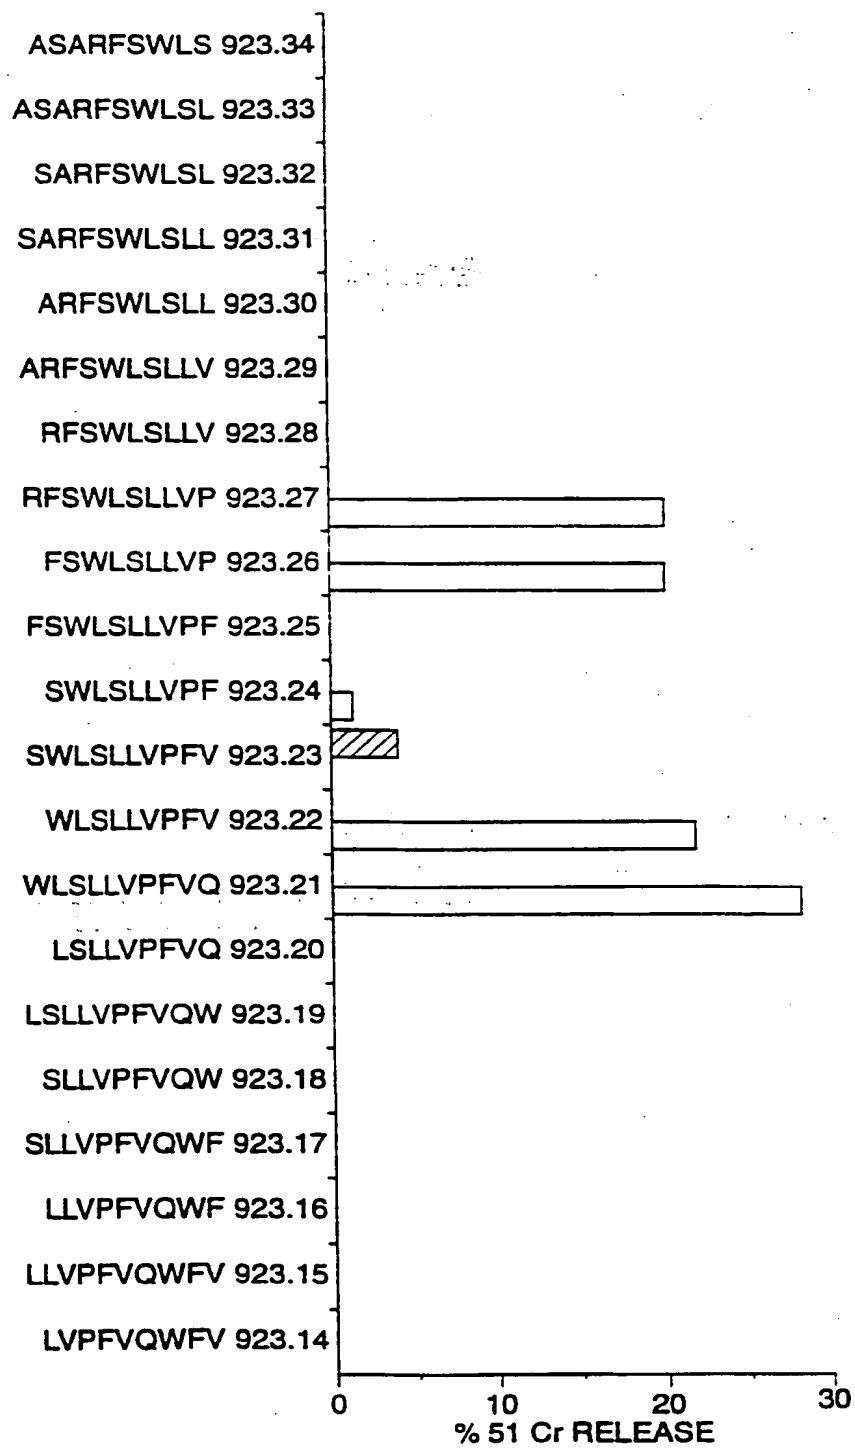 ASARFSWLS 923.34
ASARFSWLSL 923.33
SARFSWLSL 923.32
SARFSWLSLL 923.31
ARFSWLSLL 923.30
ARFSWLSLLV 923.29
RFSWLSLLV 923.28
RFSWLSLLVP 923.27
FSWLSLLVP 923.26
FSWLSLLVPF 923.25
SWLSLLVPF 923.24
SWLSLLVPFV 923.23
WLSLLVPFV 923.22
WLSLLVPFVQ 923.21
LSLLVPFVQ 923.20
LSLLVPFVQW 923.19
SLLVPFVQW 923.18
SLLVPFVQWF 923.17
LLVPFVQWF 923.16
LLVPFVQWFV 923.15
LVPFVQWFV 923.14
0 10 20 30
% 51 Cr RELEASE